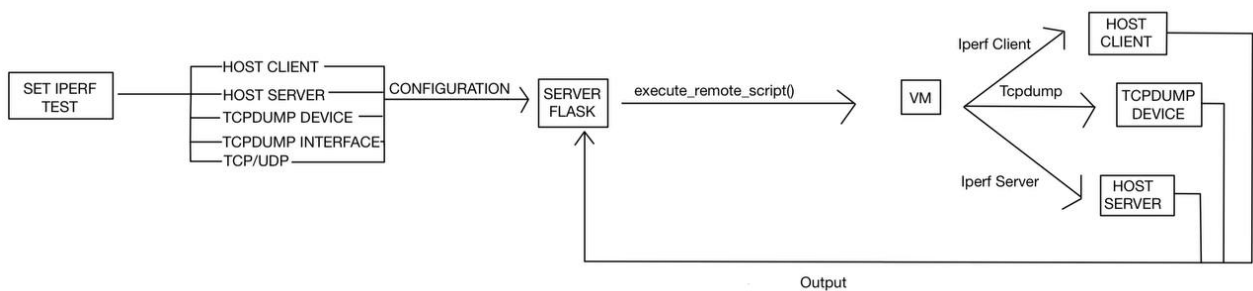 SET IPERF
TEST
HOST CLIENT
HOST SERVER
TCPDUMP DEVICE
TCPDUMP INTERFACE
TCP/UDP
CONFIGURATION
SERVER
FLASK
execute_remote_script()
VM
Iperf Client
Tcpdump
Iperf Server
HOST
CLIENT
TCPDUMP
DEVICE
HOST
SERVER
Output